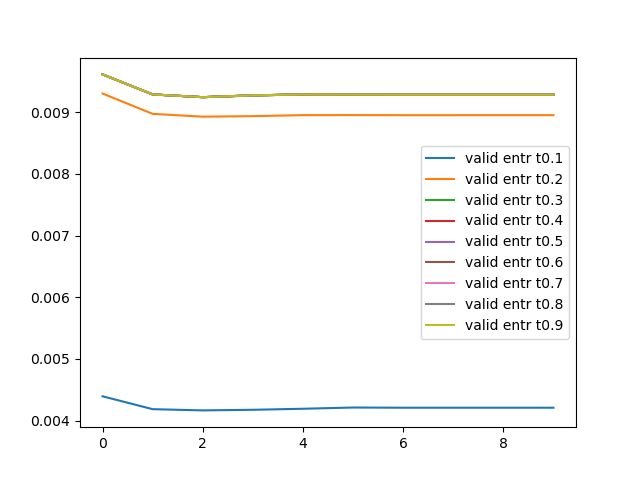 0.009
0.008
0.007
0.006
0.005
0.004
0
2
4
6
8
valid entr t0.1
valid entr t0.2
valid entr t0.3
valid entr t0.4
valid entr t0.5
valid entr t0.6
valid entr t0.7
valid entr t0.8
valid entr t0.9